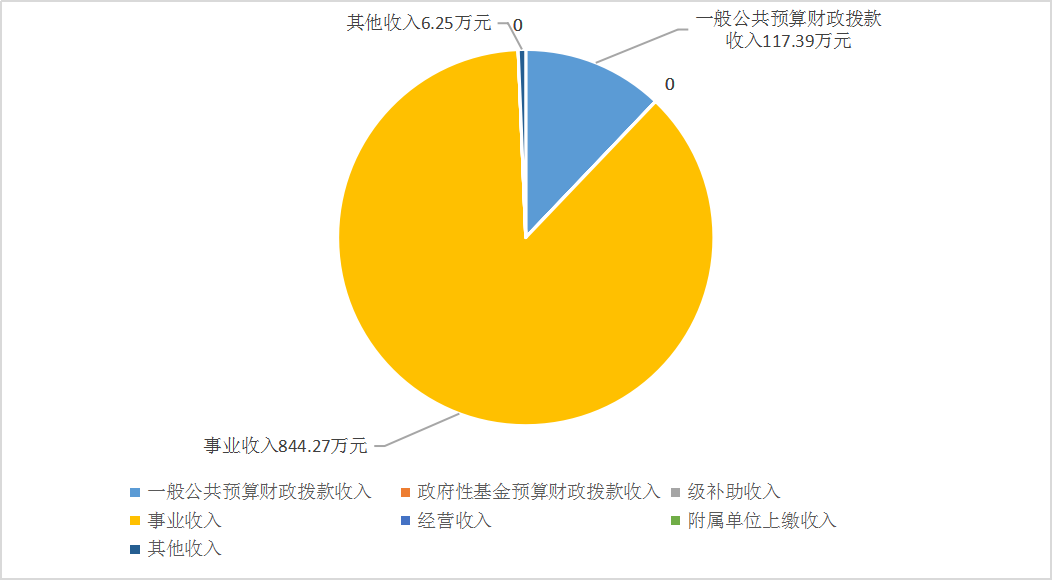 其他收入6.25万元
0
一般公共预算财政拨款
收入117.39万元
0
事业收入844.27万元
一般公共预算财政拨款收入
政府性基金预算财政拨款收入
级补助收入
事业收入
经营收入
附属单位上缴收入
其他收入